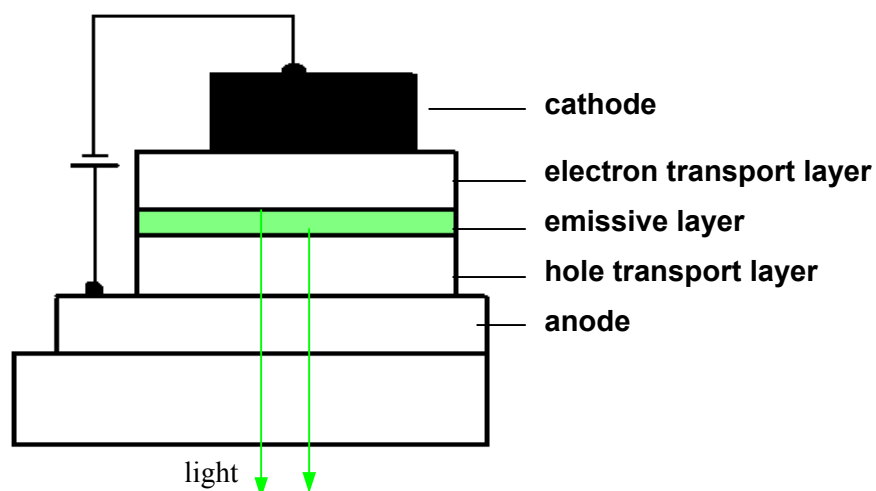 cathode
electron transport layer
emissive layer
hole transport layer
anode
light